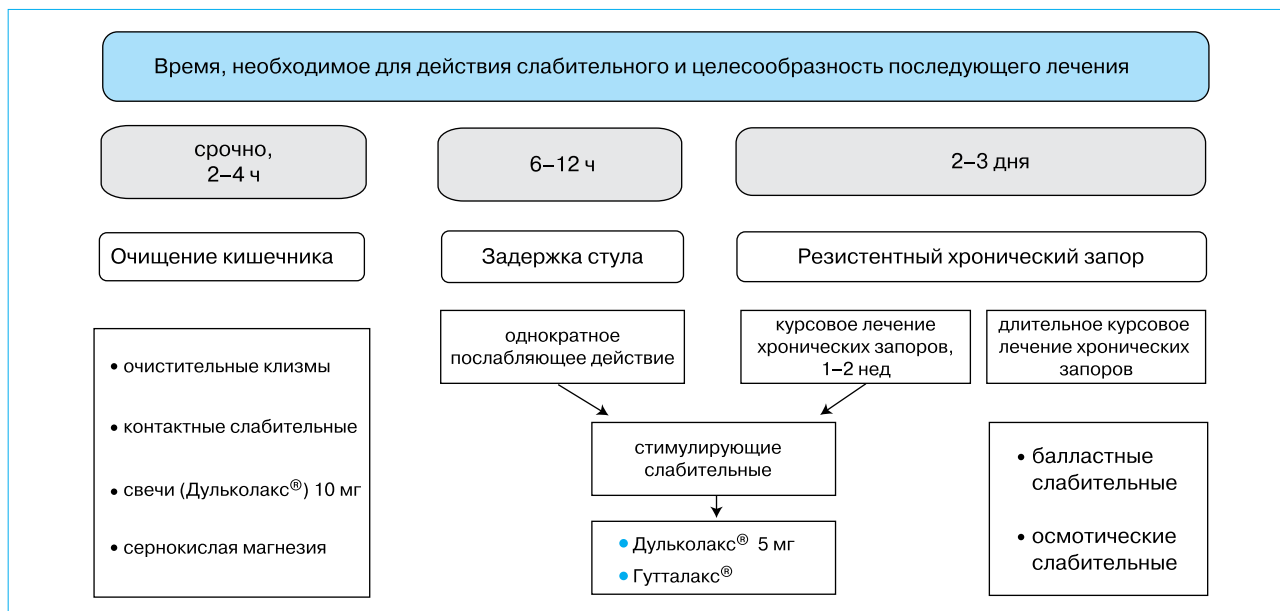 Время, необходимое для действия слабительного и целесообразность последующего лечения
срочно,
2–4 ч
6–12 ч
2–3 дня
Очищение кишечника
Задержка стула
Резистентный хронический запор
• очистительные клизмы
• контактные слабительные
• свечи (Дульколакс®) 10 мг
• сернокислая магнезия
однократное
послабляющее действие
курсовое лечение
хронических запоров,
1–2 нед
длительное курсовое
лечение хронических
запоров
стимулирующие
слабительные
• Дульколакс® 5 мг
• Гутталакс®
• балластные
слабительные
• осмотические
слабительные